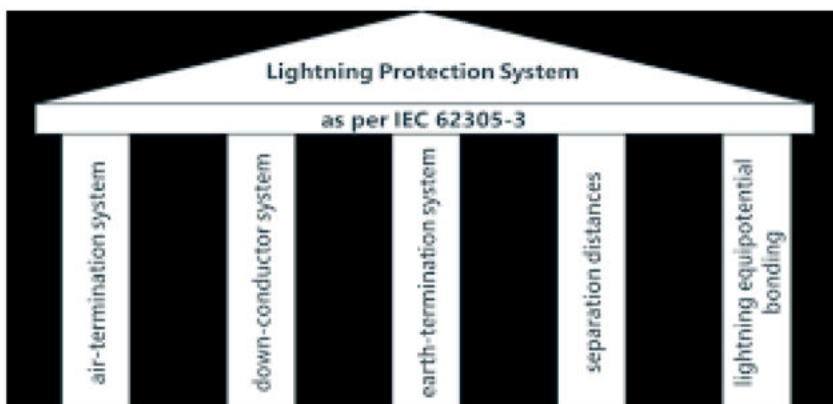 Lightning Protection System
as per IEC 62305-3
air-termination system
down-conductor system
earth-termination system
separation distances
lightning equipotential
bonding